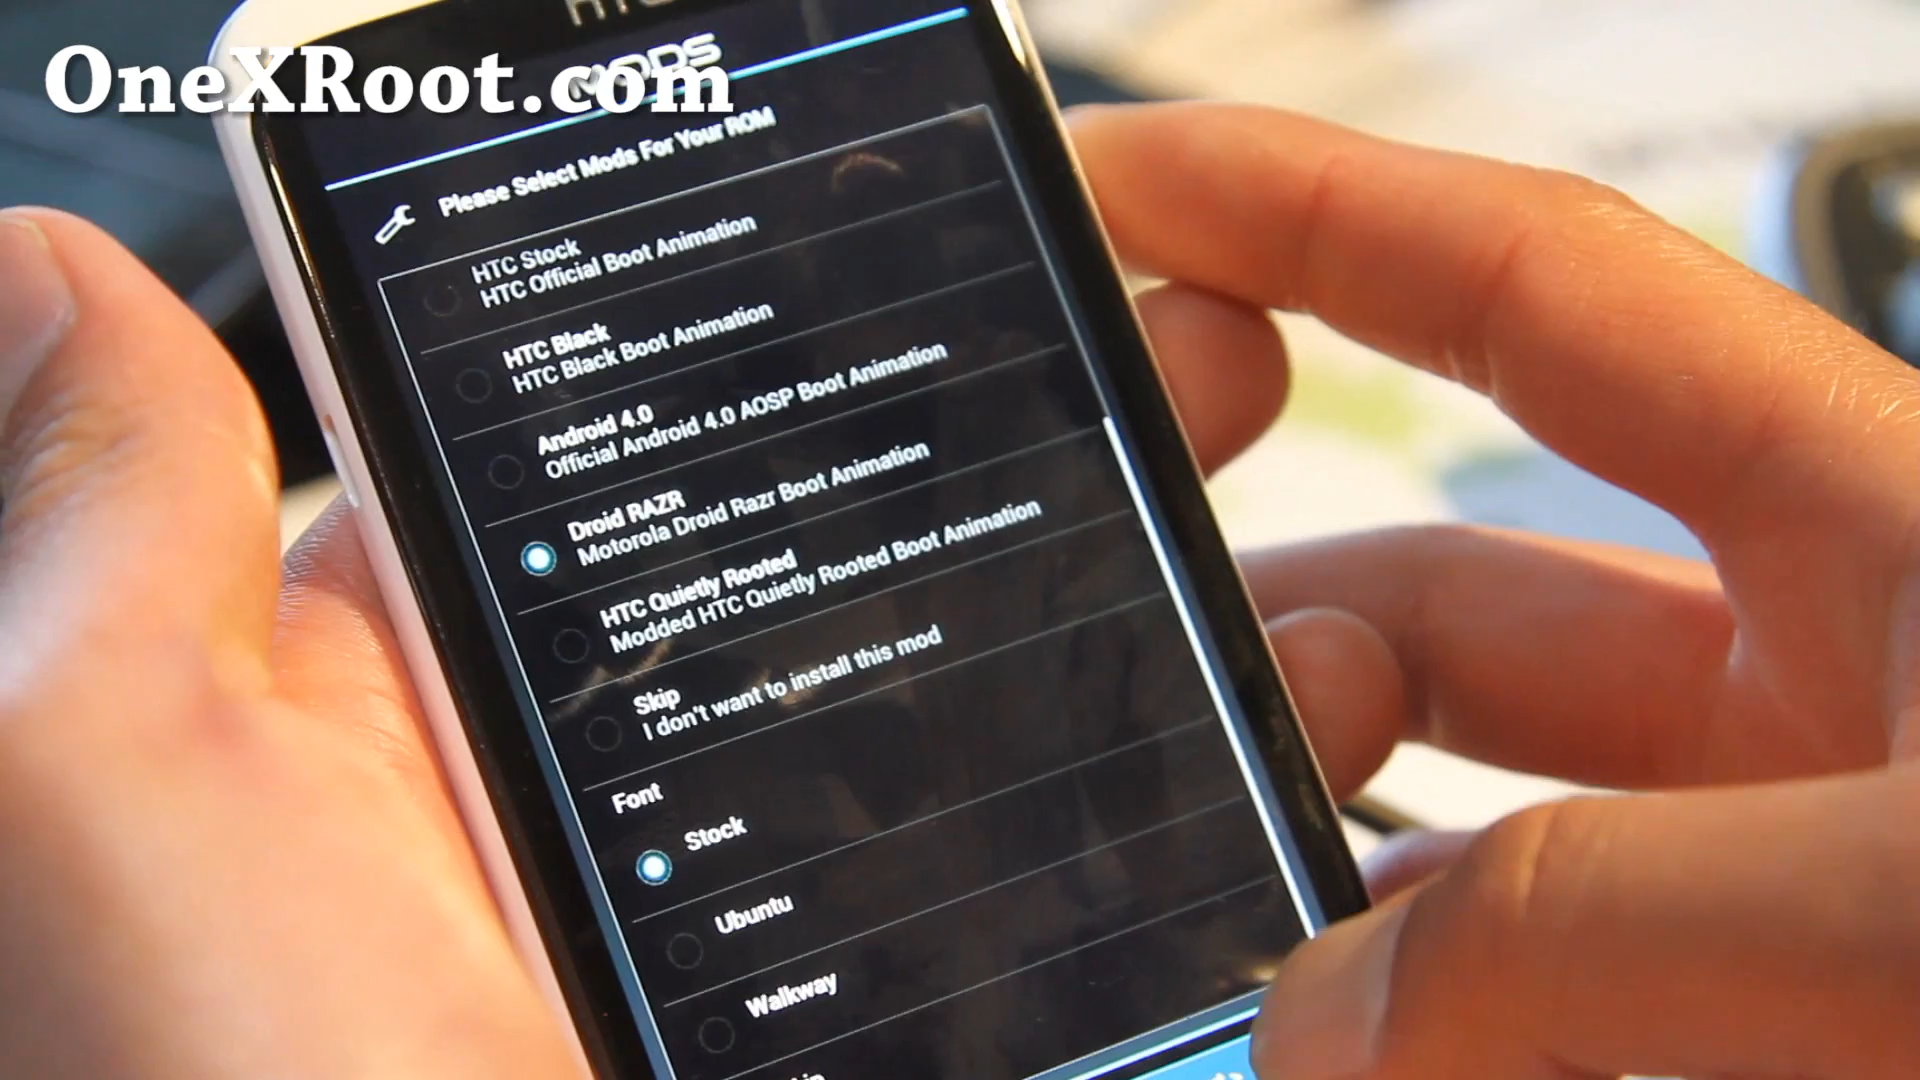 OneXRoot.com
MODS
Please Select Mods For Your ROM
HTC Stock
HTC Official Boot Animation
HTC Black
HTC Black Boot Animation
Android 4.0
Official Android 4.0 AOSP Boot Animation
Droid RAZR
Motorola Droid Razr Boot Animation
HTC Quietly Rooted
Modded HTC Quietly Rooted Boot Animation
Skip
I don't want to install this mod
Font
Stock
Ubuntu
Walkway